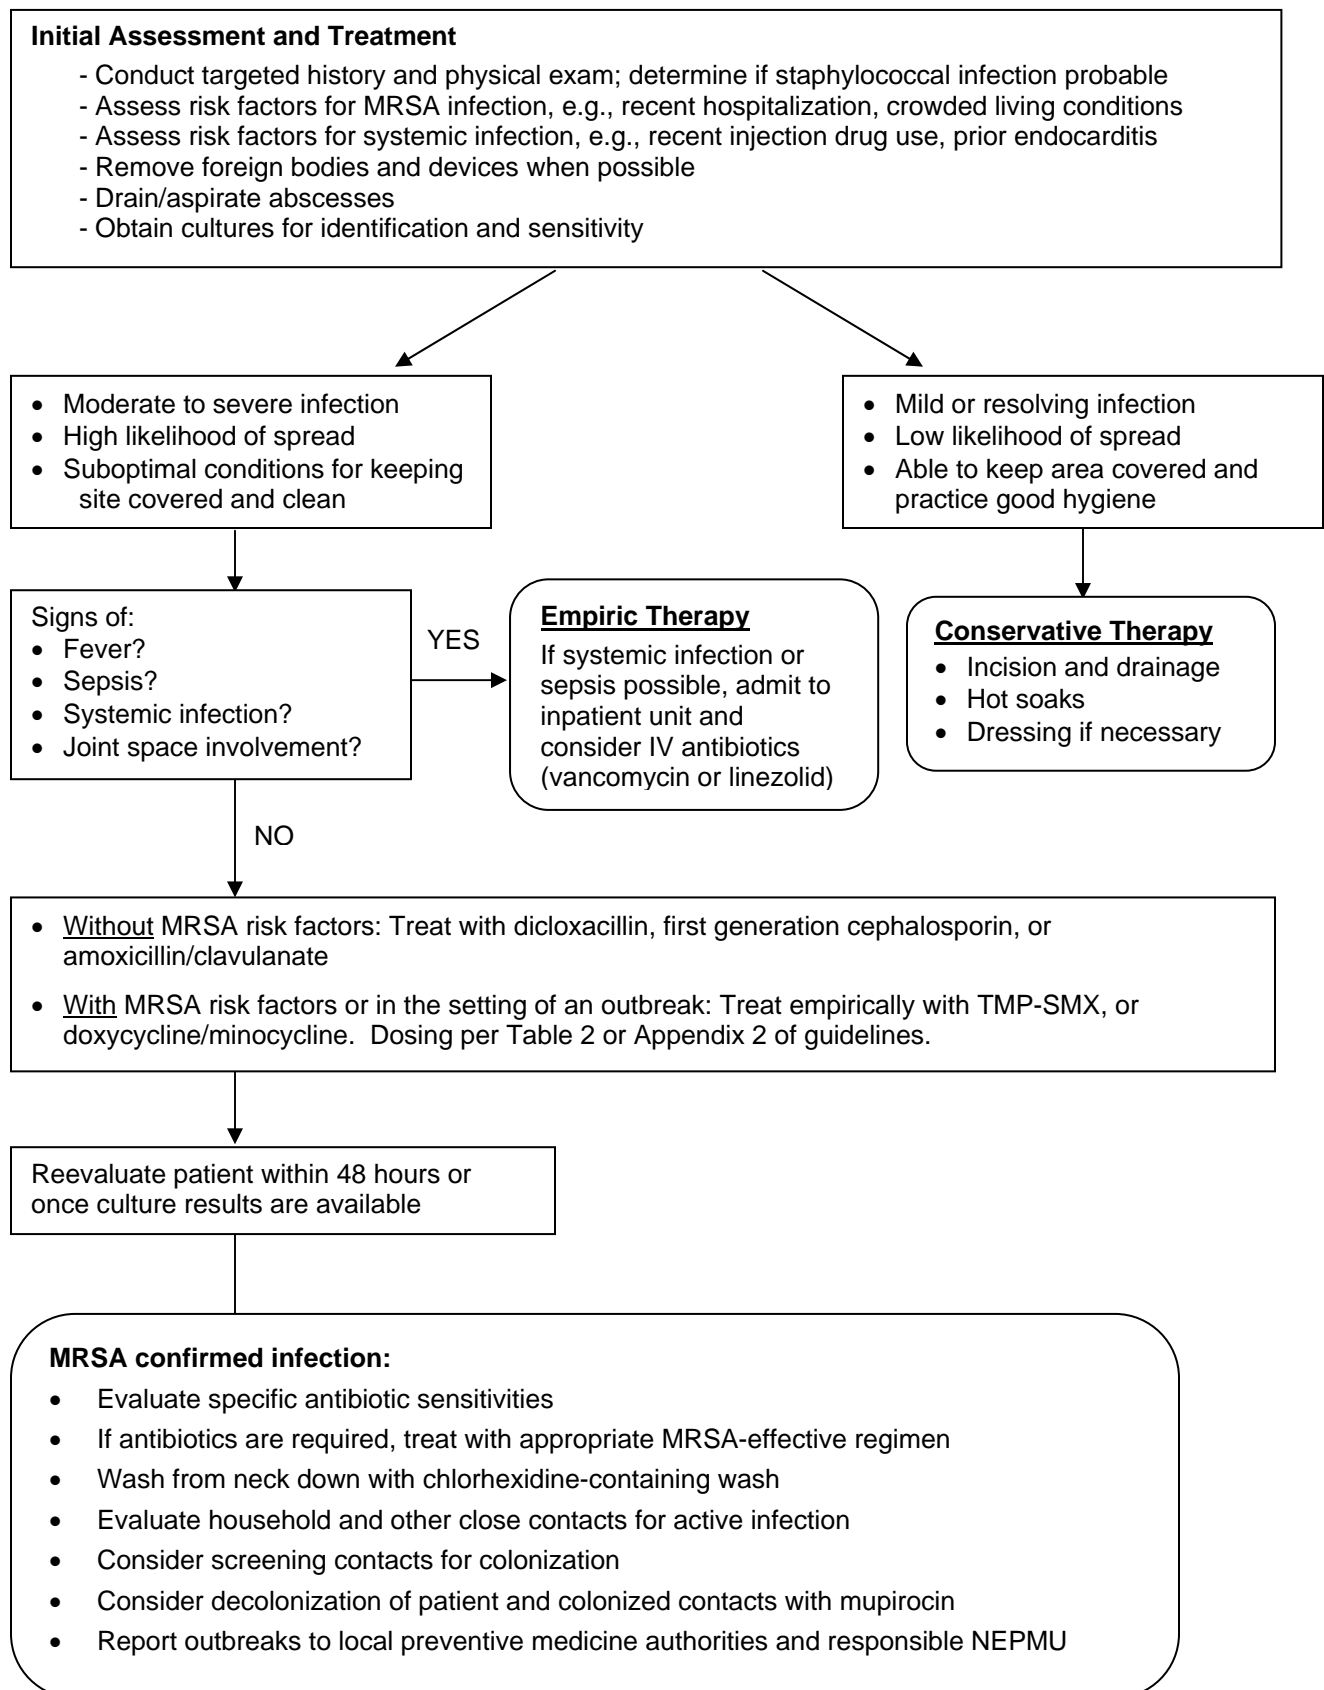 Initial Assessment and Treatment
- Conduct targeted history and physical exam; determine if staphylococcal infection probable
- Assess risk factors for MRSA infection, e.g., recent hospitalization, crowded living conditions
- Assess risk factors for systemic infection, e.g., recent injection drug use, prior endocarditis
- Remove foreign bodies and devices when possible
- Drain/aspirate abscesses
- Obtain cultures for identification and sensitivity
• Moderate to severe infection
• High likelihood of spread
• Suboptimal conditions for keeping
site covered and clean
• Mild or resolving infection
• Low likelihood of spread
• Able to keep area covered and
practice good hygiene
Signs of:
• Fever?
• Sepsis?
• Systemic infection?
• Joint space involvement?
YES
Empiric Therapy
If systemic infection or
sepsis possible, admit to
inpatient unit and
consider IV antibiotics
(vancomycin or linezolid)
Conservative Therapy
• Incision and drainage
• Hot soaks
• Dressing if necessary
NO
• Without MRSA risk factors: Treat with dicloxacillin, first generation cephalosporin, or
amoxicillin/clavulanate
• With MRSA risk factors or in the setting of an outbreak: Treat empirically with TMP-SMX, or
doxycycline/minocycline.  Dosing per Table 2 or Appendix 2 of guidelines.
Reevaluate patient within 48 hours or
once culture results are available
MRSA confirmed infection:
• Evaluate specific antibiotic sensitivities
• If antibiotics are required, treat with appropriate MRSA-effective regimen
• Wash from neck down with chlorhexidine-containing wash
• Evaluate household and other close contacts for active infection
• Consider screening contacts for colonization
• Consider decolonization of patient and colonized contacts with mupirocin
• Report outbreaks to local preventive medicine authorities and responsible NEPMU